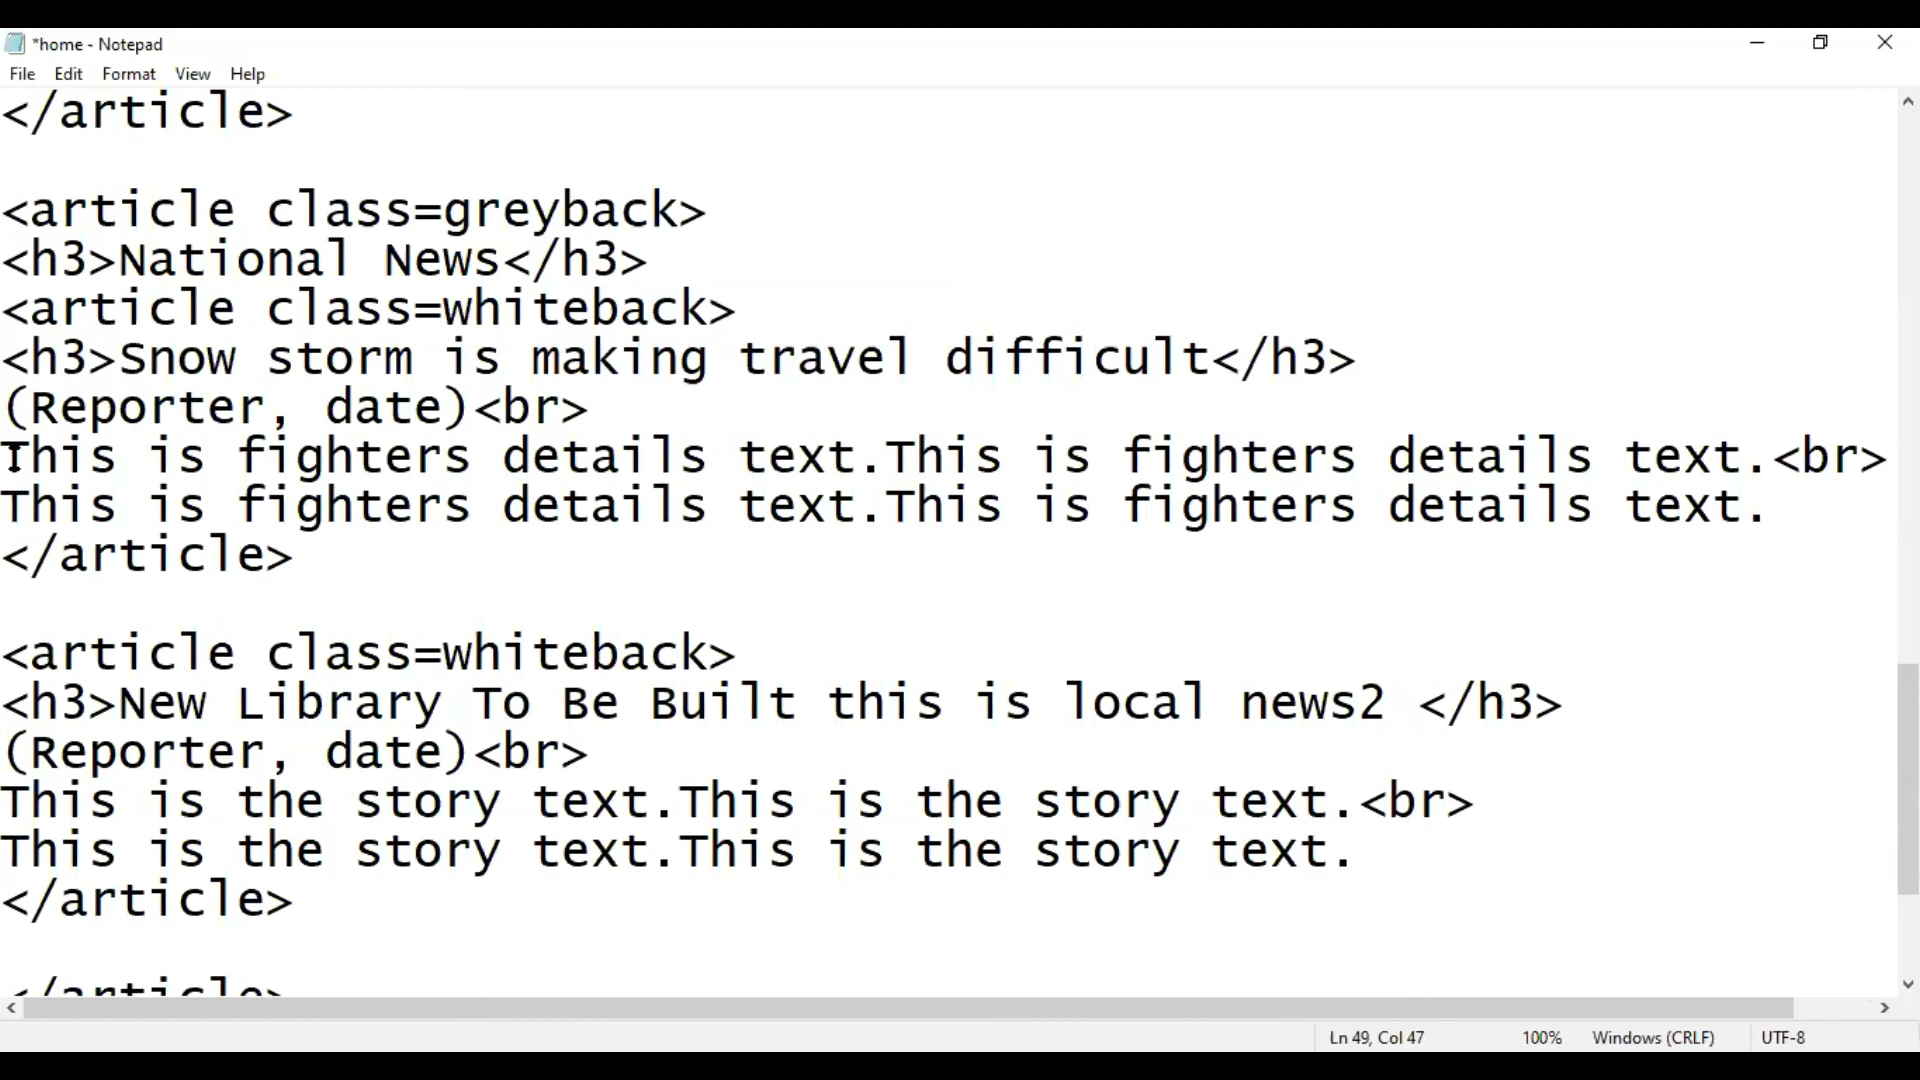 *home - Notepad
File Edit Format View Help
</article>
<article class=greyback>
<h3>National News</h3>
<article class=whiteback>
<h3>Snow storm is making travel difficult</h3>
(Reporter, date)<br>
This is fighters details text.This is fighters details text.<br>
This is fighters details text.This is fighters details text.
</article>
<article class=whiteback>
<h3>New Library To Be Built this is local news2 </h3>
(Reporter, date)<br>
This is the story text.This is the story text.<br>
This is the story text.This is the story text.
</article>
</article>
Ln 49, Col 47 100% Windows (CRLF) UTF-8